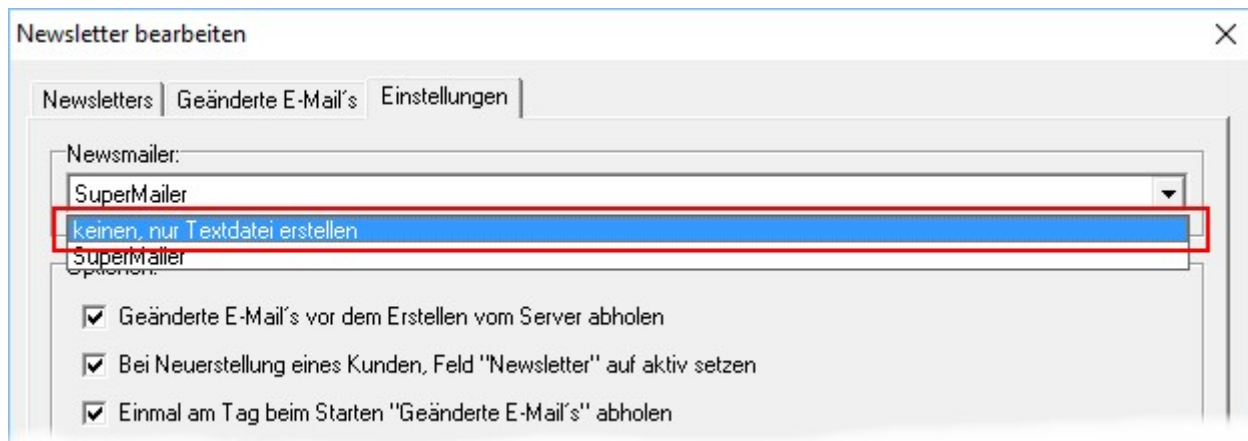 Newsletter bearbeiten
Newsletters Geänderte E-Mail´s Einstellungen
Newsmailer:
SuperMailer
keinen, nur Textdatei erstellen
SuperMailer
Optionen:
Geänderte E-Mail´s vor dem Erstellen vom Server abholen
Bei Neuerstellung eines Kunden, Feld "Newsletter" auf aktiv setzen
Einmal am Tag beim Starten "Geänderte E-Mail´s" abholen